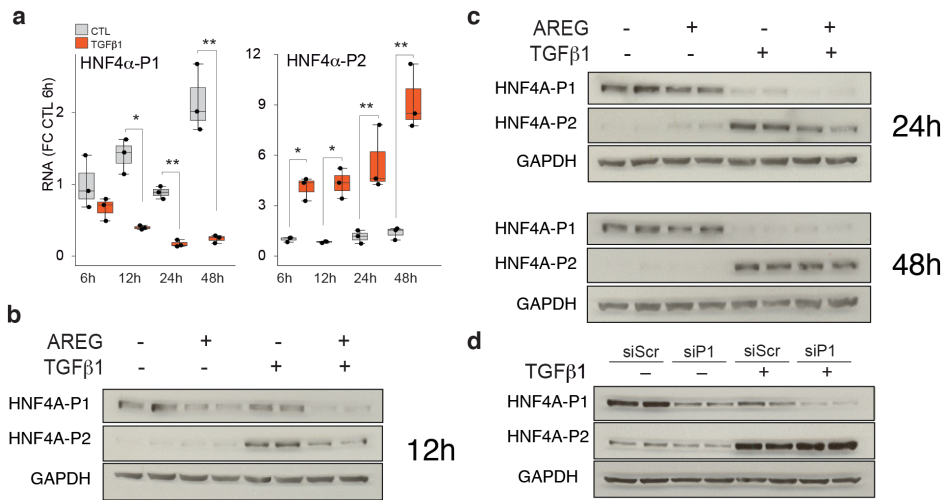 a
CTL
TGFβ1
HNF4α-P1
HNF4α-P2
RNA (FC CTL 6h)
2
1
0
12
9
6
3
0
*
**
**
*
*
**
**
6h 12h 24h 48h
6h 12h 24h 48h
b
AREG - + - +
TGFβ1 - - + +
HNF4A-P1
HNF4A-P2
GAPDH
12h
c
AREG - + - +
TGFβ1 - - + +
HNF4A-P1
HNF4A-P2
GAPDH
24h
HNF4A-P1
HNF4A-P2
GAPDH
48h
d
siScr siP1 siScr siP1
TGFβ1 – – + +
HNF4A-P1
HNF4A-P2
GAPDH